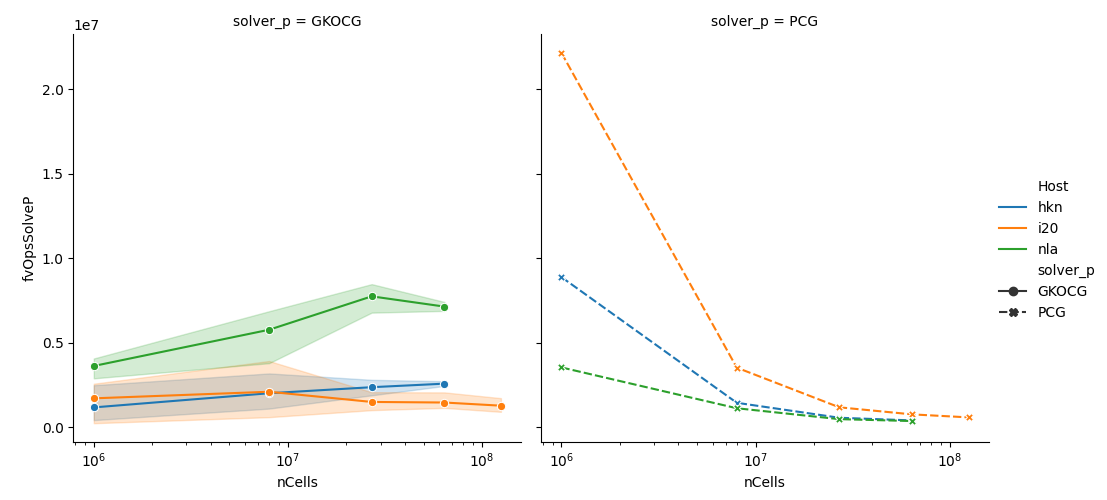 solver_p = GKOCG
solver_p = PCG
1e7
2.0
1.5
1.0
0.5
0.0
fvOpsSolveP
10^6
10^7
10^8
nCells
10^6
10^7
10^8
nCells
Host
hkn
i20
nla
solver_p
GKOCG
PCG